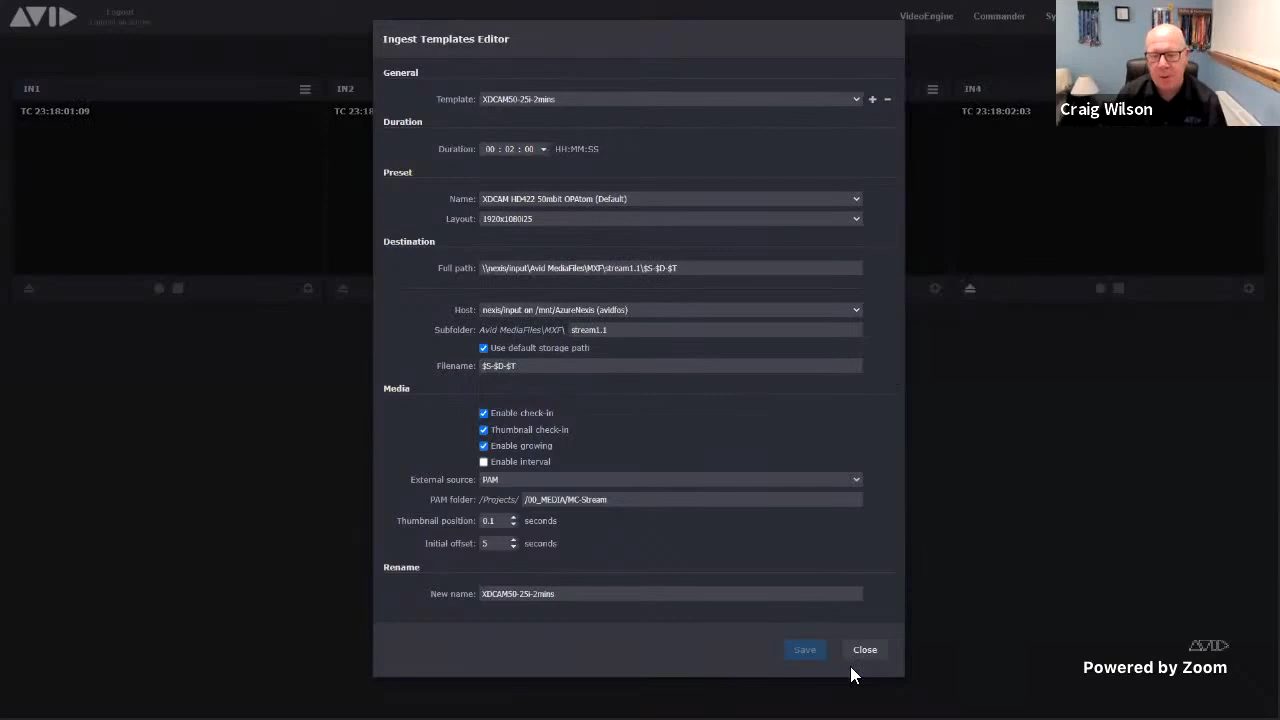 AVID
Logout
VideoEngine
Commander
Ingest Templates Editor
General
Template: XDCAM50-25i-2mins
Duration
Duration: 00 : 02 : 00 HH:MM:SS
Preset
Name: XDCAM HD422 50mbit OPAtom (Default)
Layout: 1920x1080i25
Destination
Full path: \\nexis/input\Avid MediaFiles\MXF\stream1.1\$S-$D-$T
Host: nexis/input on /mnt/AzureNexis (avidfos)
Subfolder: Avid MediaFiles\MXF\ stream1.1
Use default storage path
Filename: $S-$D-$T
Media
Enable check-in
Thumbnail check-in
Enable growing
Enable interval
External source: PAM
PAM folder: /Projects/ /00_MEDIA/MC-Stream
Thumbnail position: 0.1 seconds
Initial offset: 5 seconds
Rename
New name: XDCAM50-25i-2mins
Save Close
IN1
TC 23:18:01:09
IN2
TC 23:18
IN4
TC 23:18:02:03
Craig Wilson
AVID
Powered by Zoom